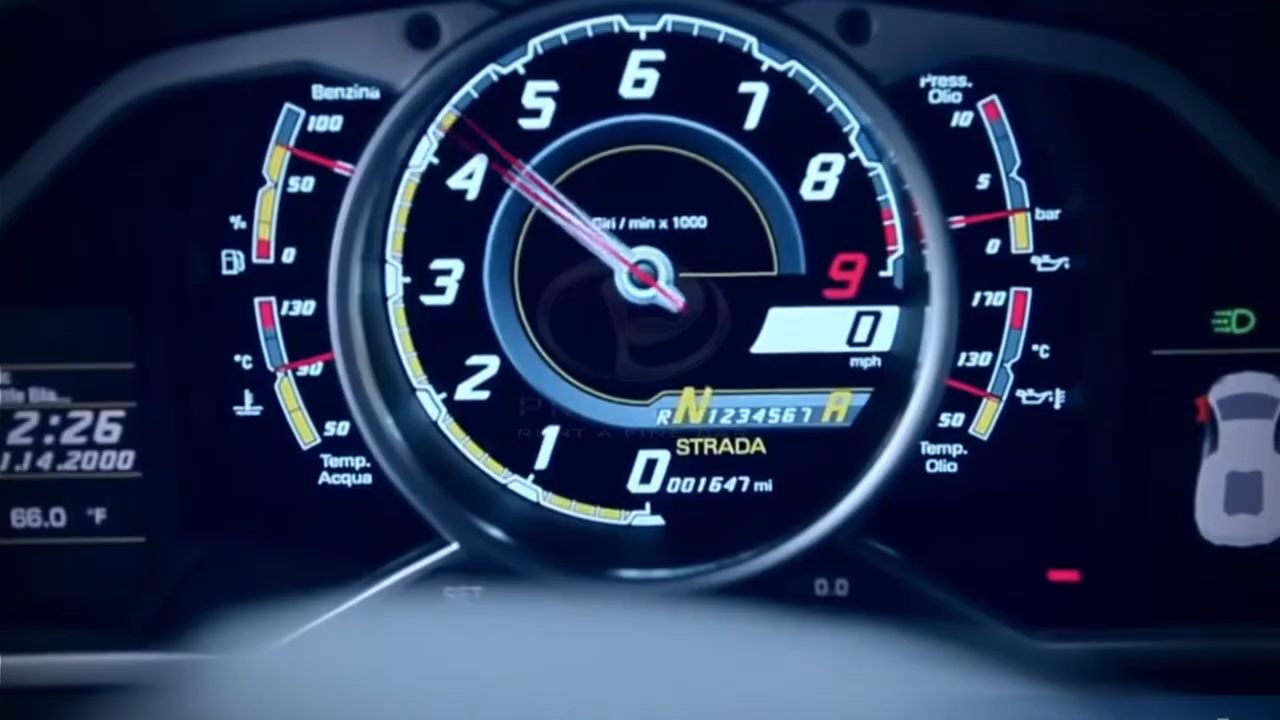 Benzina
100
50
%
0
130
°C
90
50
Temp.
Acqua
2:26
1.14.2000
66.0 °F
6
5
7
4
8
Giri / min x 1000
3
9
0
mph
2
R N 1234567 A
STRADA
1
0
001647 mi
Press.
Olio
10
5
bar
0
170
°C
130
50
Temp.
Olio
SET
0.0